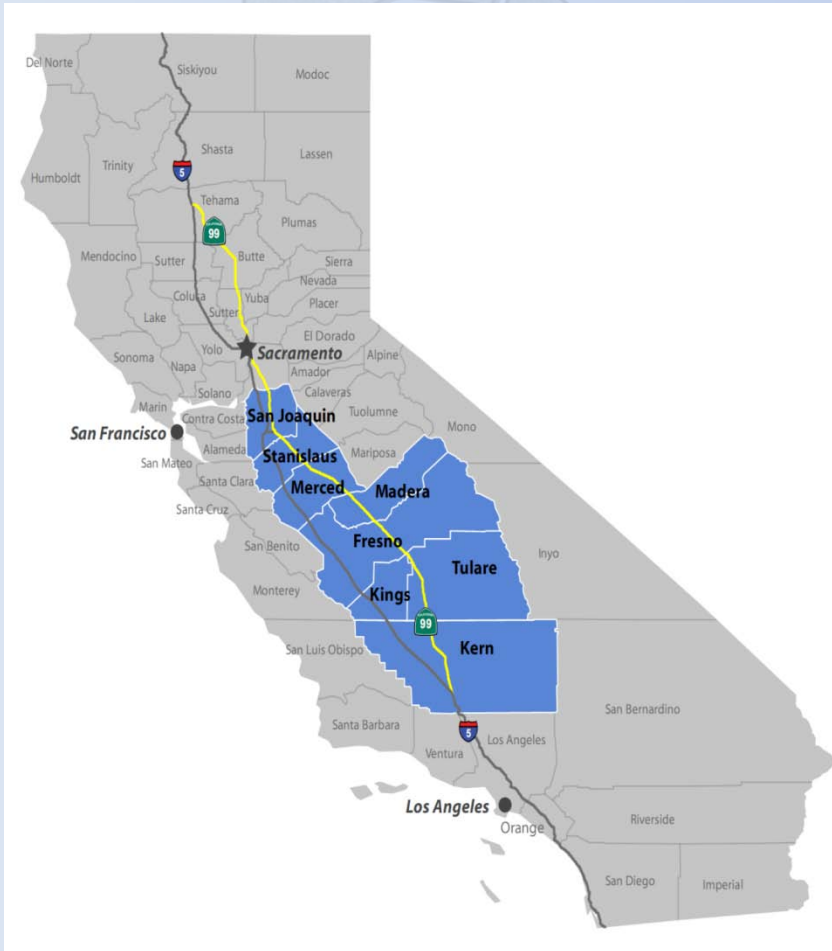 Del Norte
Siskiyou
Modoc
Shasta
Lassen
Trinity
Humboldt
5
Tehama
Plumas
99
Mendocino
Sutter
Butte
Sierra
Nevada
Colusa
Yuba
Placer
Sutter
Lake
El Dorado
Yolo
Sacramento
Alpine
Sonoma
Napa
Amador
Solano
Calaveras
Marin
San Joaquin
Tuolumne
Contra Costa
Mono
San Francisco
Alameda
Stanislaus
Mariposa
San Mateo
Merced
Madera
Santa Clara
Santa Cruz
Fresno
San Benito
Inyo
Tulare
Monterey
Kings
99
San Luis Obispo
Kern
San Bernardino
Santa Barbara
5
Los Angeles
Ventura
Los Angeles
Orange
Riverside
San Diego
Imperial